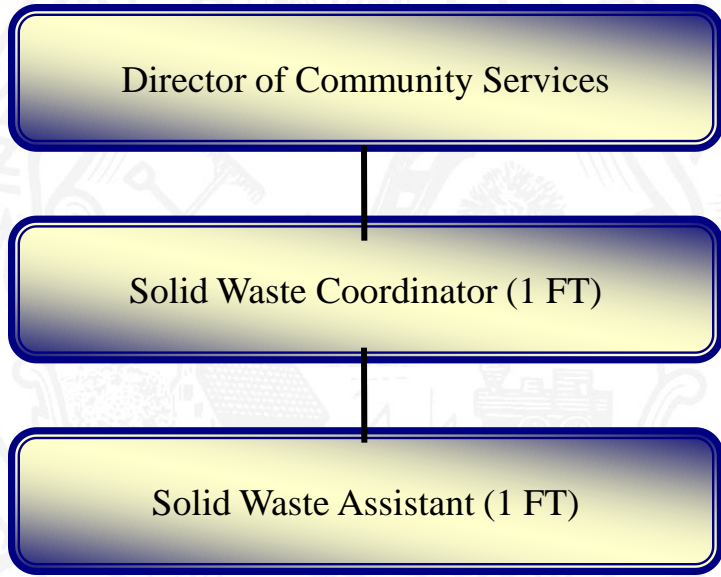 Director of Community Services
Solid Waste Coordinator (1 FT)
Solid Waste Assistant (1 FT)